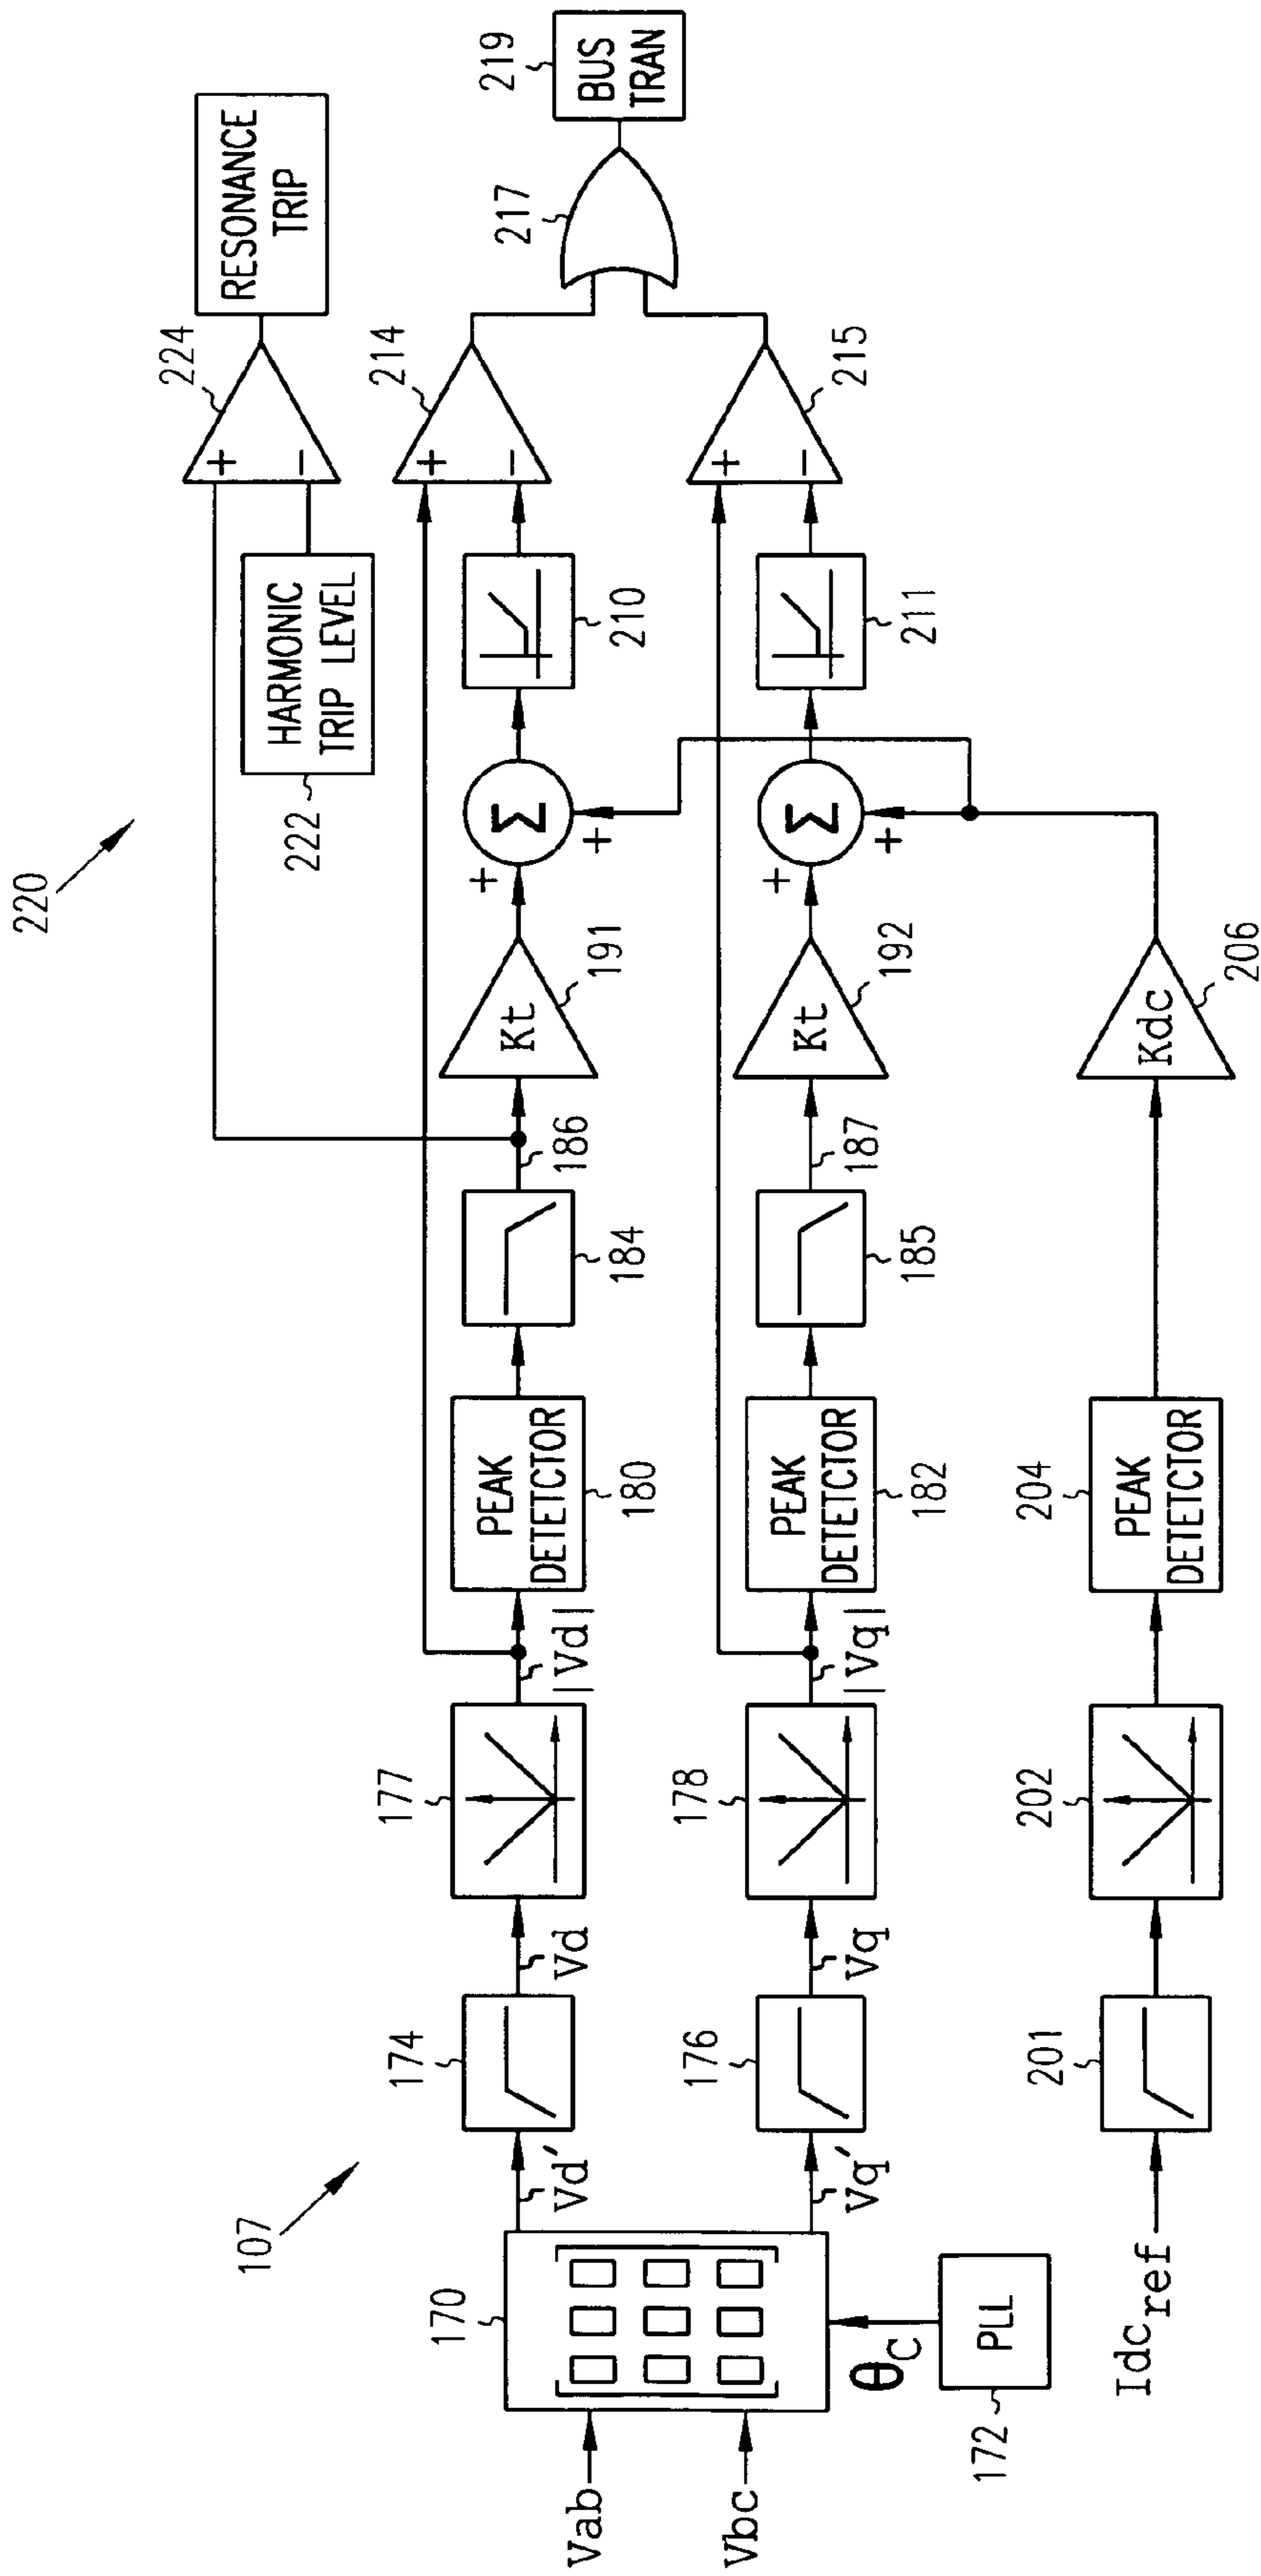 220
107
Vab
Vbc
170
θC
PLL
172
Vd'
Vq'
174
176
Vd
Vq
177
178
|Vd|
|Vq|
PEAK
DETETCTOR
180
PEAK
DETETCTOR
182
184
185
186
187
Kt
191
Kt
192
+
+
Σ
+
+
Σ
210
211
HARMONIC
TRIP LEVEL
222
+
−
224
RESONANCE
TRIP
+
−
214
+
−
215
217
BUS
TRAN
219
Idcref
201
202
PEAK
DETETCTOR
204
Kdc
206